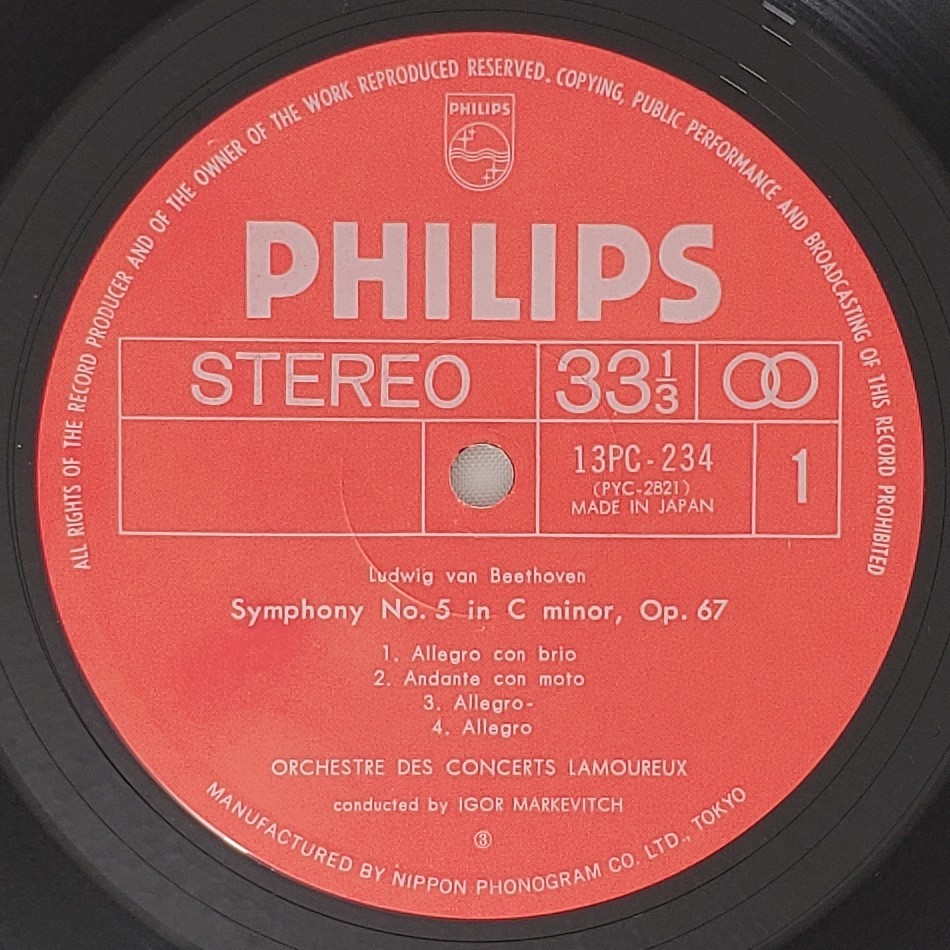 ALL RIGHTS OF THE RECORD PRODUCER AND OF THE OWNER OF THE WORK REPRODUCED RESERVED. COPYING, PUBLIC PERFORMANCE AND BROADCASTING OF THIS RECORD PROHIBITED
PHILIPS
PHILIPS
STEREO 33 1/3
13PC-234
(PYC-2821)
MADE IN JAPAN
1
Ludwig van Beethoven
Symphony No. 5 in C minor, Op. 67
1. Allegro con brio
2. Andante con moto
3. Allegro-
4. Allegro
ORCHESTRE DES CONCERTS LAMOUREUX
conducted by IGOR MARKEVITCH
③
MANUFACTURED BY NIPPON PHONOGRAM CO. LTD., TOKYO